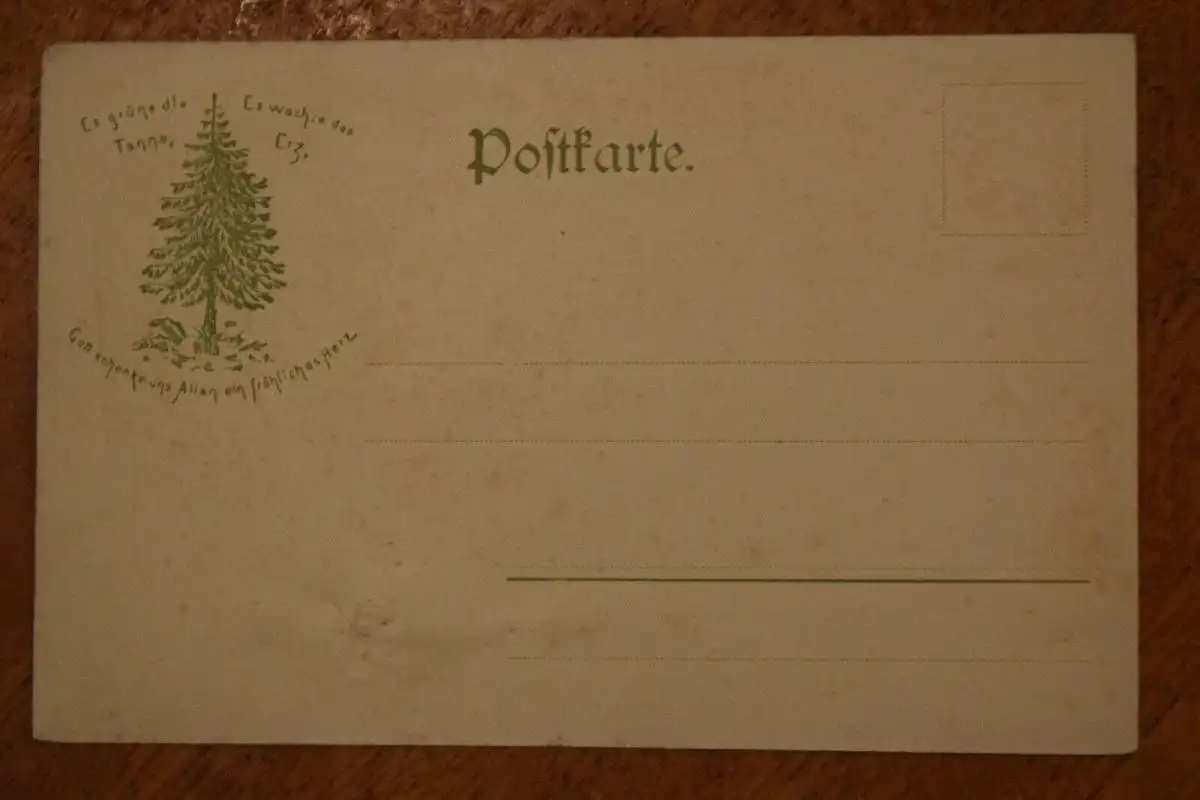 Es grüne die
Tanne,
Es wachse das
Erz,
Gott schenke uns Allen ein fröhliches Herz
Postkarte.